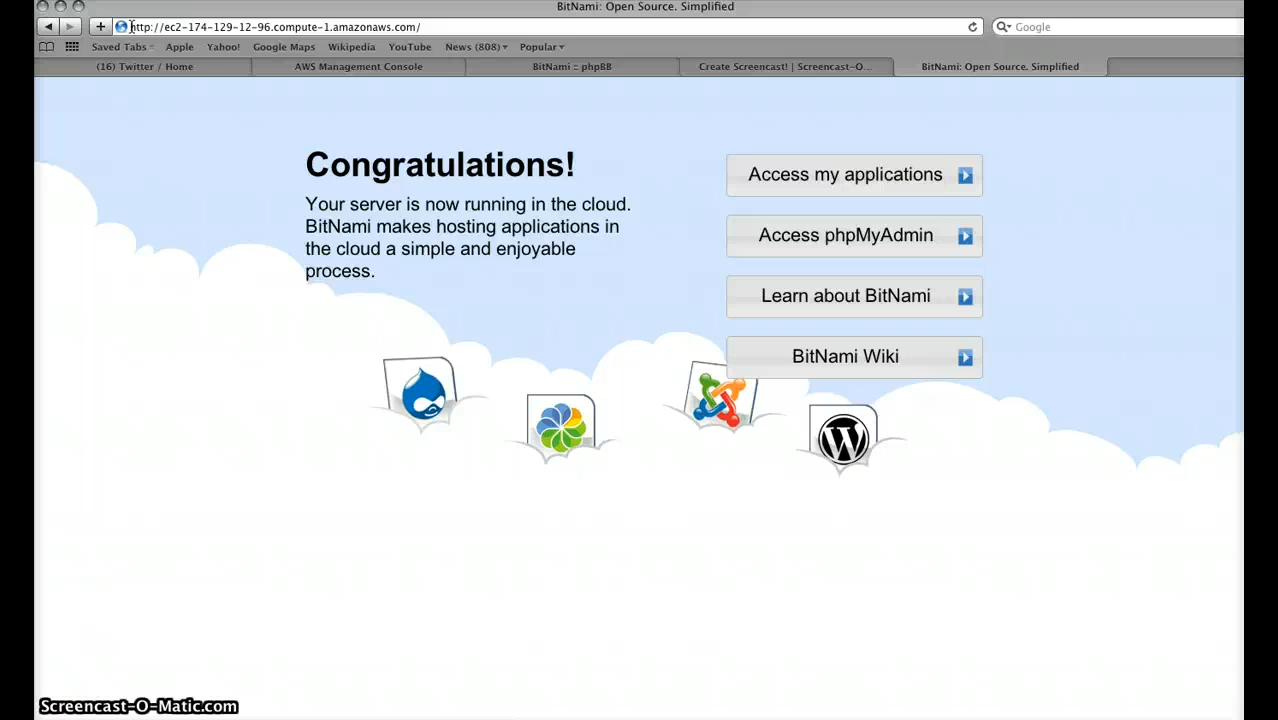 BitNami: Open Source. Simplified
http://ec2-174-129-12-96.compute-1.amazonaws.com/
Google
Saved Tabs Apple Yahoo! Google Maps Wikipedia YouTube News (808) Popular
(16) Twitter / Home
AWS Management Console
BitNami :: phpBB
Create Screencast! | Screencast-O...
BitNami: Open Source. Simplified
Congratulations!
Your server is now running in the cloud.
BitNami makes hosting applications in
the cloud a simple and enjoyable
process.
Access my applications
Access phpMyAdmin
Learn about BitNami
BitNami Wiki
Screencast-O-Matic.com